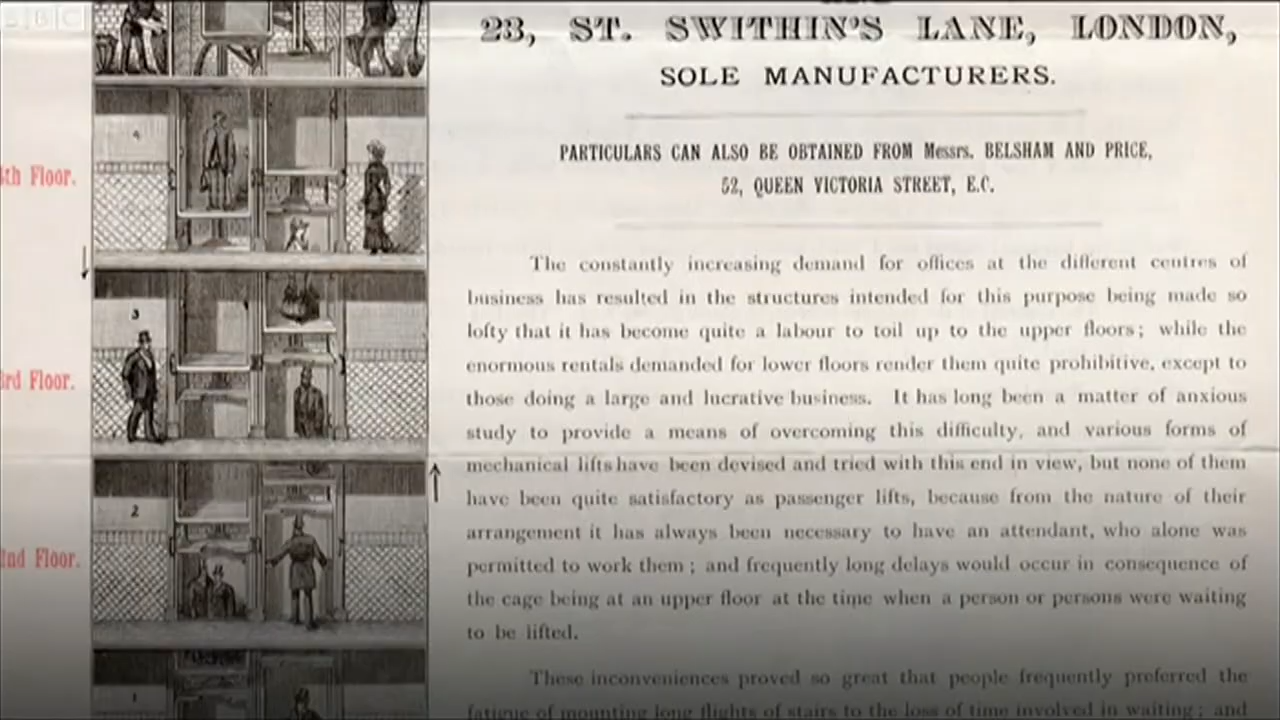 BBC
23, ST. SWITHIN'S LANE, LONDON,
SOLE MANUFACTURERS.
PARTICULARS CAN ALSO BE OBTAINED FROM Messrs. BELSHAM AND PRICE,
52, QUEEN VICTORIA STREET, E.C.
4
th Floor.
The constantly increasing demand for offices at the different centres of
business has resulted in the structures intended for this purpose being made so
lofty that it has become quite a labour to toil up to the upper floors; while the
enormous rentals demanded for lower floors render them quite prohibitive, except to
those doing a large and lucrative business. It has long been a matter of anxious
study to provide a means of overcoming this difficulty, and various forms of
mechanical lifts have been devised and tried with this end in view, but none of them
have been quite satisfactory as passenger lifts, because from the nature of their
arrangement it has always been necessary to have an attendant, who alone was
permitted to work them; and frequently long delays would occur in consequence of
the cage being at an upper floor at the time when a person or persons were waiting
to be lifted.
3
3rd Floor.
2
2nd Floor.
1
These inconveniences proved so great that people frequently preferred the
fatigue of mounting long flights of stairs to the loss of time involved in waiting; and